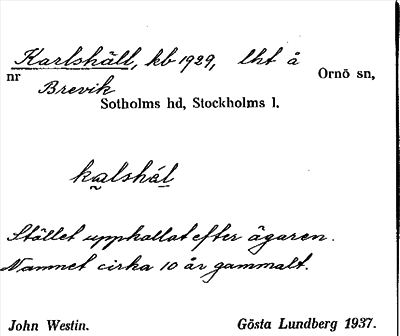 Karlshäll, kb 1929, lht å
nr Brevik Ornö sn,
Sotholms hd, Stockholms l.
kalshäl
Stället uppkallat efter ägaren.
Namnet cirka 10 år gammalt.
John Westin. Gösta Lundberg 1937.